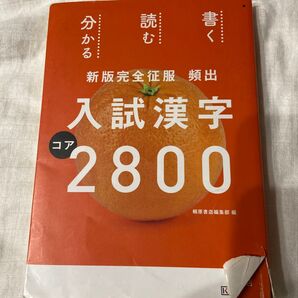 書く
読む
分かる
新版完全征服 頻出
入試漢字
コア
2800
桐原書店編集部 編